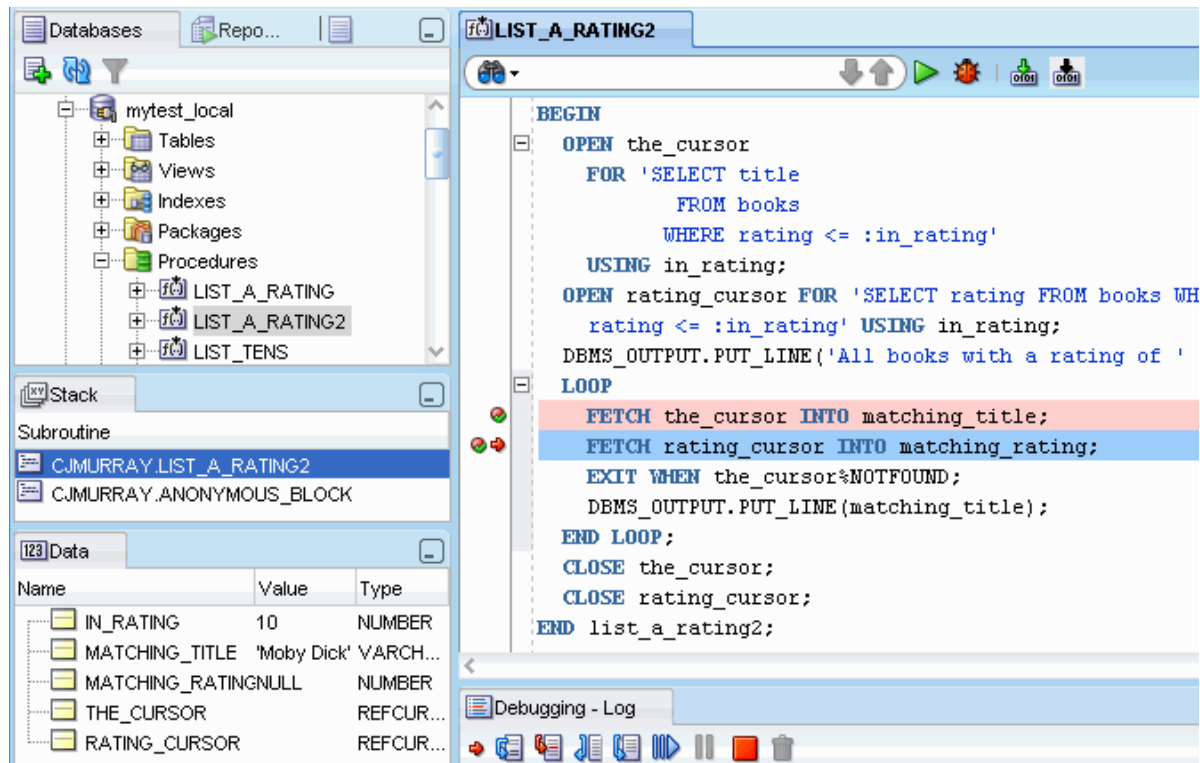 Databases Repo...
mytest_local
Tables
Views
Indexes
Packages
Procedures
LIST_A_RATING
LIST_A_RATING2
LIST_TENS
Stack
Subroutine
CJMURRAY.LIST_A_RATING2
CJMURRAY.ANONYMOUS_BLOCK
Data
Name Value Type
IN_RATING 10 NUMBER
MATCHING_TITLE 'Moby Dick' VARCH...
MATCHING_RATING NULL NUMBER
THE_CURSOR REFCUR...
RATING_CURSOR REFCUR...
LIST_A_RATING2
BEGIN
OPEN the_cursor
FOR 'SELECT title
FROM books
WHERE rating <= :in_rating'
USING in_rating;
OPEN rating_cursor FOR 'SELECT rating FROM books WH
rating <= :in_rating' USING in_rating;
DBMS_OUTPUT.PUT_LINE('All books with a rating of '
LOOP
FETCH the_cursor INTO matching_title;
FETCH rating_cursor INTO matching_rating;
EXIT WHEN the_cursor%NOTFOUND;
DBMS_OUTPUT.PUT_LINE(matching_title);
END LOOP;
CLOSE the_cursor;
CLOSE rating_cursor;
END list_a_rating2;
Debugging - Log